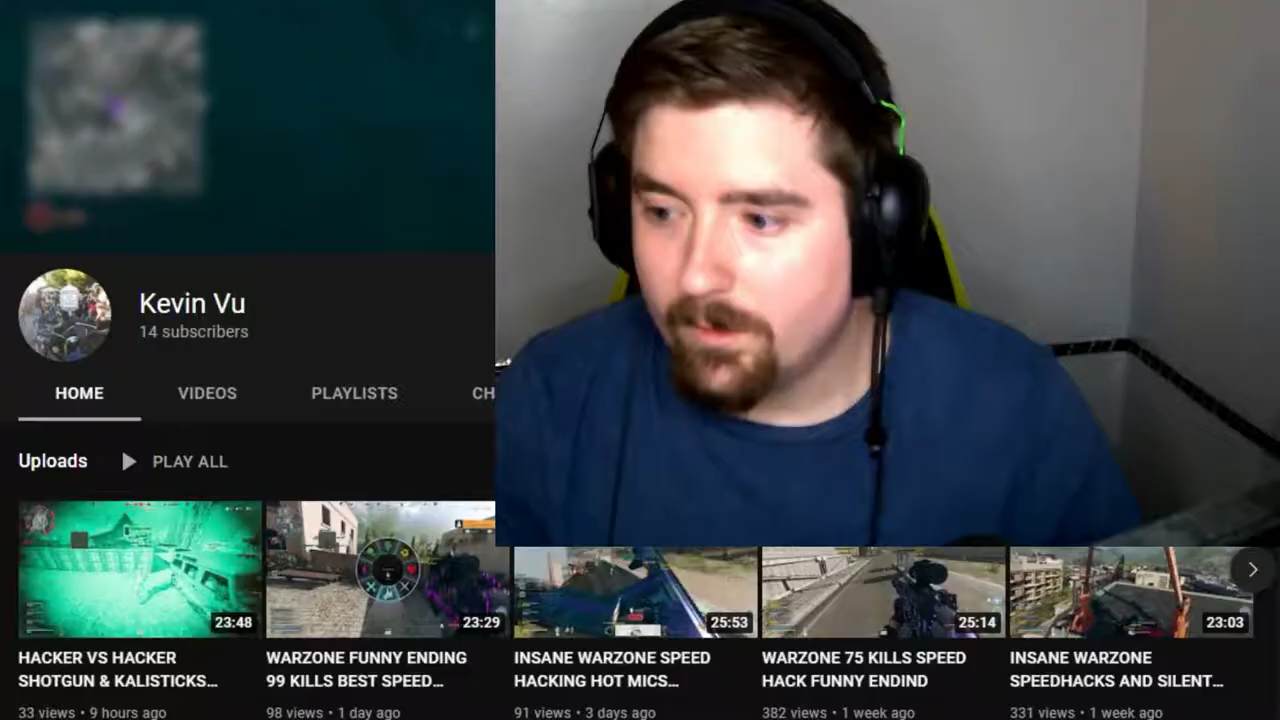 Kevin Vu
14 subscribers
HOME VIDEOS PLAYLISTS CH
Uploads PLAY ALL
23:48 23:29 25:53 25:14 23:03
HACKER VS HACKER
SHOTGUN & KALISTICKS...
33 views • 9 hours ago
WARZONE FUNNY ENDING
99 KILLS BEST SPEED...
98 views • 1 day ago
INSANE WARZONE SPEED
HACKING HOT MICS...
91 views • 3 days ago
WARZONE 75 KILLS SPEED
HACK FUNNY ENDIND
382 views • 1 week ago
INSANE WARZONE
SPEEDHACKS AND SILENT...
331 views • 1 week ago